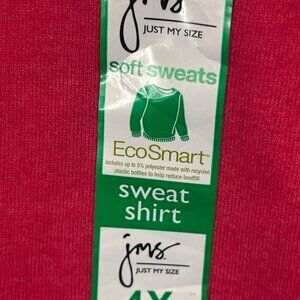 jms.
JUST MY SIZE
soft sweats
EcoSmart™
includes up to 5% polyester made with recycled
plastic bottles to help reduce landfill
sweat
shirt
jms.
JUST MY SIZE
4X